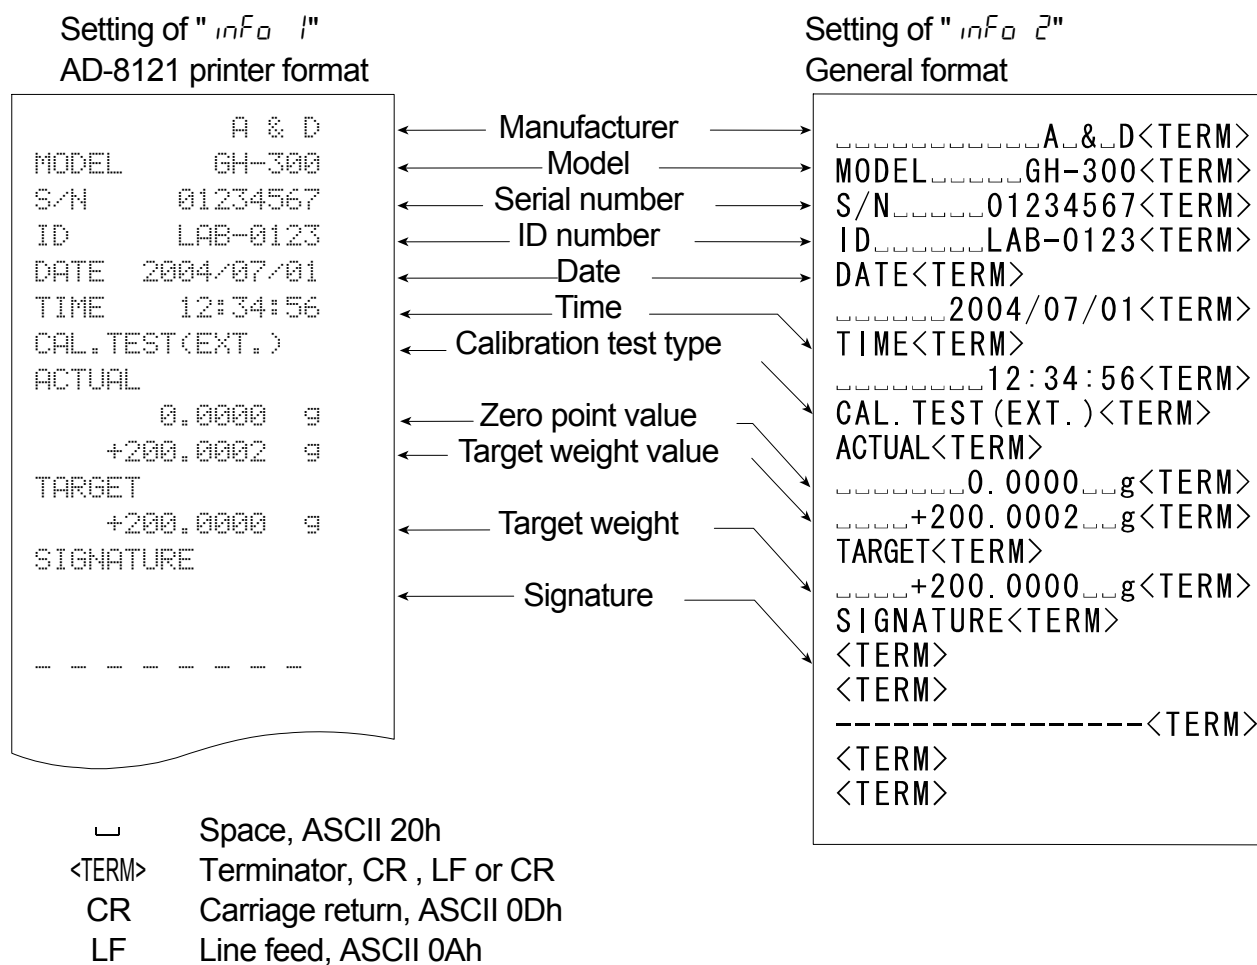 Setting of " info 1"
AD-8121 printer format
A & D
MODEL GH-300
S/N 01234567
ID LAB-0123
DATE 2004/07/01
TIME 12:34:56
CAL.TEST(EXT.)
ACTUAL
0.0000 g
+200.0002 g
TARGET
+200.0000 g
SIGNATURE
_ _ _ _ _ _ _ _
Manufacturer
Model
Serial number
ID number
Date
Time
Calibration test type
Zero point value
Target weight value
Target weight
Signature
Setting of " info 2"
General format
␣␣␣␣␣␣␣␣␣␣␣A␣&␣D<TERM>
MODEL␣␣␣␣␣GH-300<TERM>
S/N␣␣␣␣␣01234567<TERM>
ID␣␣␣␣␣␣LAB-0123<TERM>
DATE<TERM>
␣␣␣␣␣␣2004/07/01<TERM>
TIME<TERM>
␣␣␣␣␣␣␣␣12:34:56<TERM>
CAL.TEST(EXT.)<TERM>
ACTUAL<TERM>
␣␣␣␣␣␣␣0.0000␣␣g<TERM>
␣␣␣␣+200.0002␣␣g<TERM>
TARGET<TERM>
␣␣␣␣+200.0000␣␣g<TERM>
SIGNATURE<TERM>
<TERM>
<TERM>
----------------<TERM>
<TERM>
<TERM>
␣ Space, ASCII 20h
<TERM> Terminator, CR , LF or CR
CR Carriage return, ASCII 0Dh
LF Line feed, ASCII 0Ah